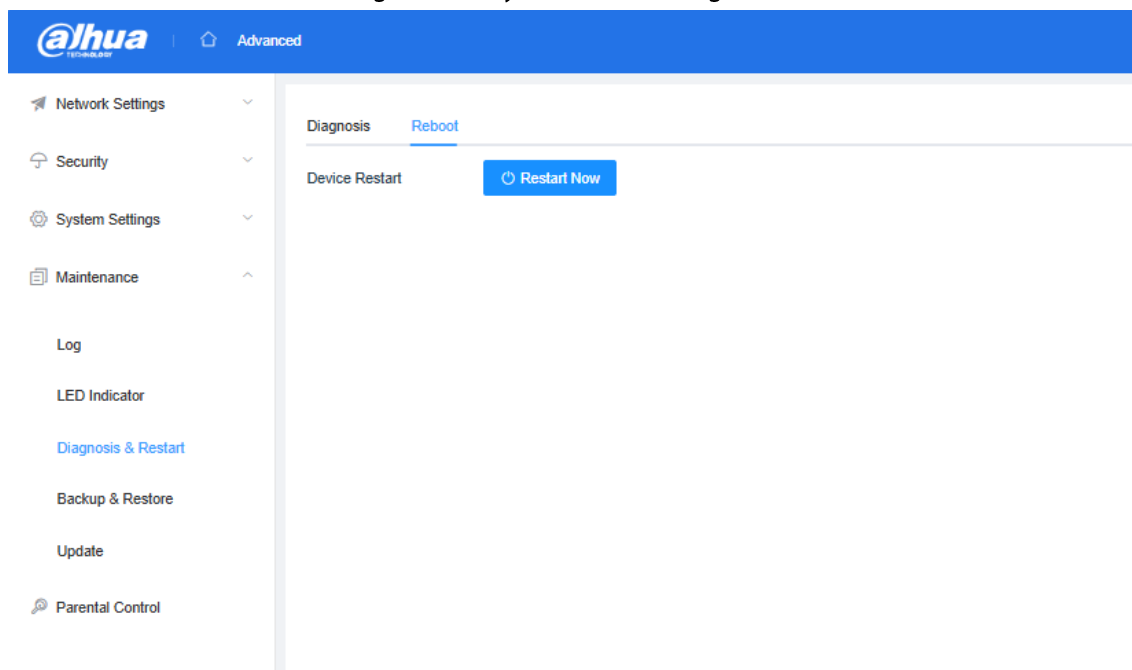 alhua
TECHNOLOGY
Advanced
Network Settings
Security
System Settings
Maintenance
Log
LED Indicator
Diagnosis & Restart
Backup & Restore
Update
Parental Control
Diagnosis Reboot
Device Restart Restart Now